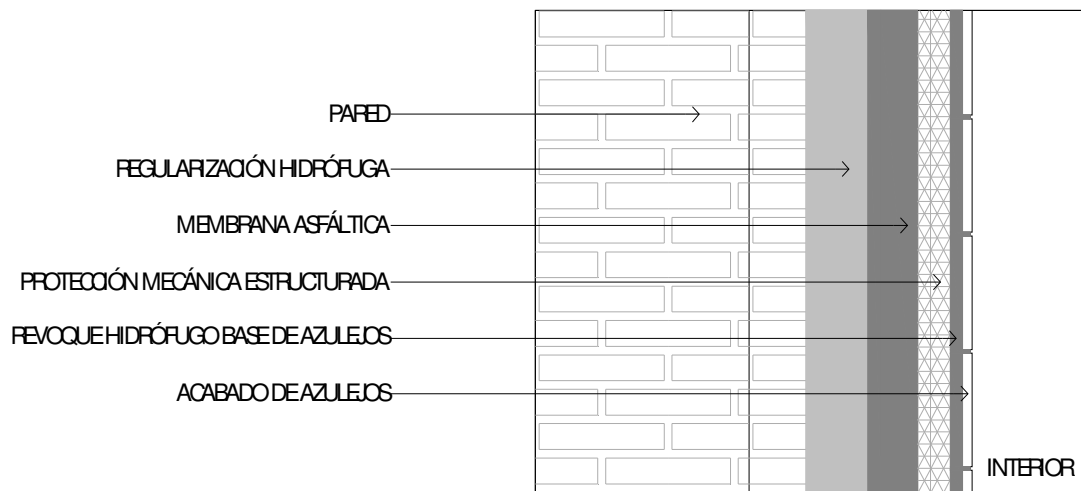 PARED
REGULARIZACIÓN HIDRÓFUGA
MEMBRANA ASFÁLTICA
PROTECCIÓN MECÁNICA ESTRUCTURADA
REVOQUE HIDRÓFUGO BASE DE AZULEJOS
ACABADO DE AZULEJOS
INTERIOR